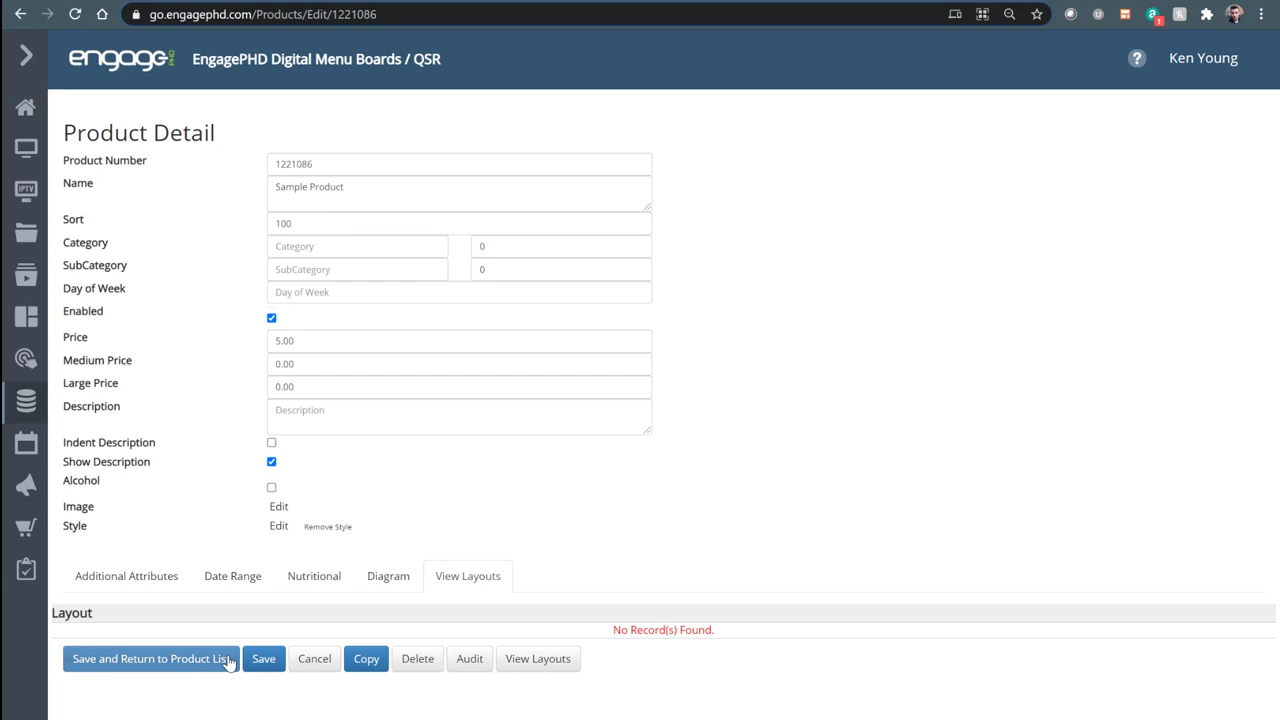 go.engagephd.com/Products/Edit/1221086
1
engage PHD EngagePHD Digital Menu Boards / QSR ? Ken Young
IPTV
Product Detail
Product Number 1221086
Name Sample Product
Sort 100
Category Category 0
SubCategory SubCategory 0
Day of Week Day of Week
Enabled
Price 5.00
Medium Price 0.00
Large Price 0.00
Description Description
Indent Description
Show Description
Alcohol
Image Edit
Style Edit Remove Style
Additional Attributes Date Range Nutritional Diagram View Layouts
Layout
No Record(s) Found.
Save and Return to Product List Save Cancel Copy Delete Audit View Layouts